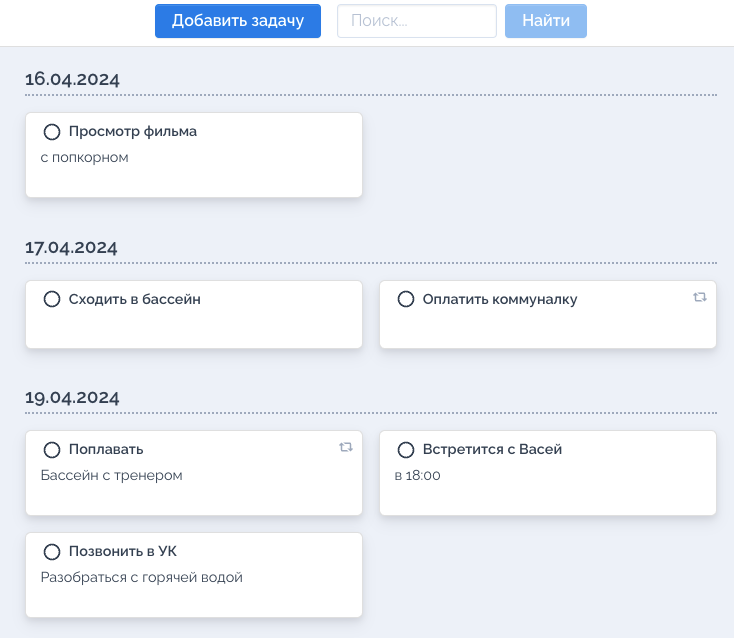 Добавить задачу
Поиск...
Найти
16.04.2024
Просмотр фильма
с попкорном
17.04.2024
Сходить в бассейн
Оплатить коммуналку
19.04.2024
Поплавать
Бассейн с тренером
Встретится с Васей
в 18:00
Позвонить в УК
Разобраться с горячей водой